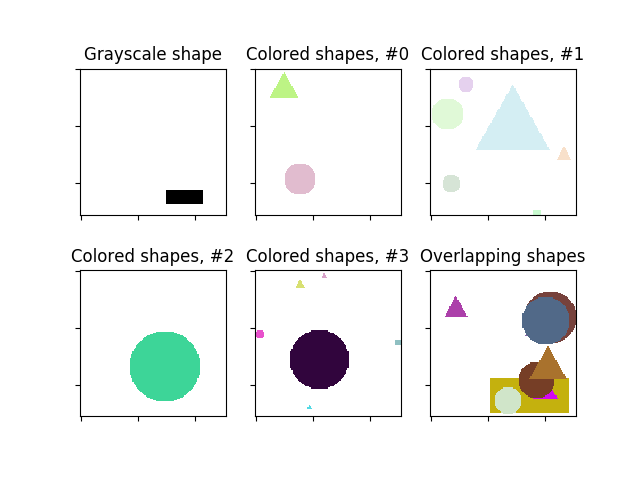 Grayscale shape
Colored shapes, #0
Colored shapes, #1
Colored shapes, #2
Colored shapes, #3
Overlapping shapes